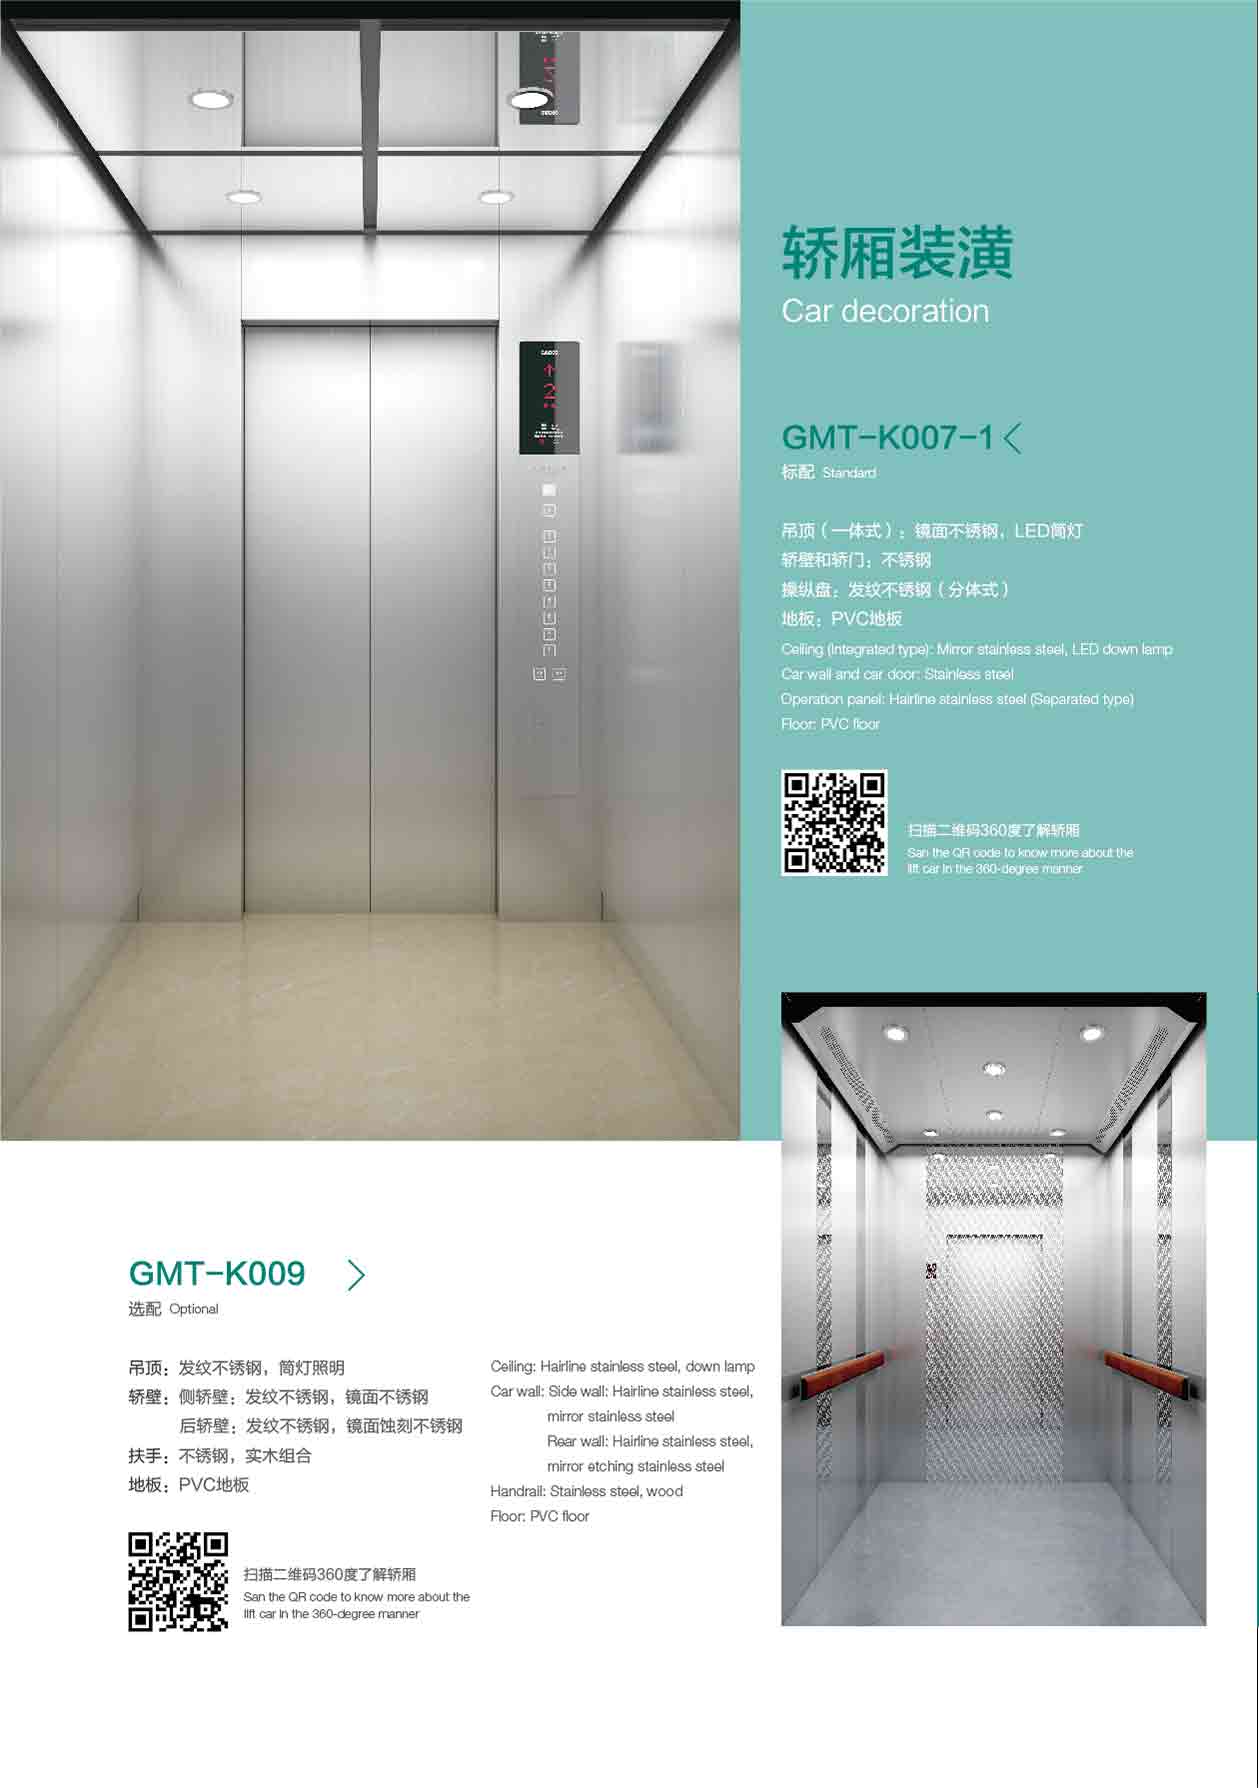 轿厢装潢
Car decoration
GMT-K007-1
标配 Standard
吊顶（一体式）：镜面不锈钢，LED筒灯
轿壁和轿门：不锈钢
操纵盘：发纹不锈钢（分体式）
地板：PVC地板
Ceiling (Integrated type): Mirror stainless steel, LED down lamp
Car wall and car door: Stainless steel
Operation panel: Hairline stainless steel (Separated type)
Floor: PVC floor
扫描二维码360度了解轿厢
San the QR code to know more about the
lift car in the 360-degree manner
GMT-K009
选配 Optional
吊顶：发纹不锈钢，筒灯照明
轿壁：侧轿壁：发纹不锈钢，镜面不锈钢
后轿壁：发纹不锈钢，镜面蚀刻不锈钢
扶手：不锈钢，实木组合
地板：PVC地板
Ceiling: Hairline stainless steel, down lamp
Car wall: Side wall: Hairline stainless steel,
mirror stainless steel
Rear wall: Hairline stainless steel,
mirror etching stainless steel
Handrail: Stainless steel, wood
Floor: PVC floor
扫描二维码360度了解轿厢
San the QR code to know more about the
lift car in the 360-degree manner